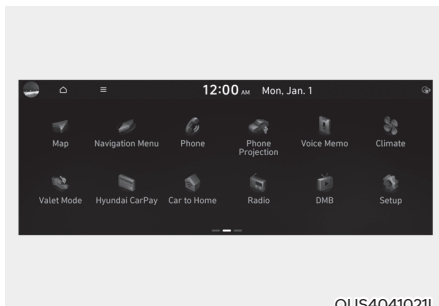 12:00 AM Mon, Jan. 1
Map Navigation Menu Phone Phone Projection Voice Memo Climate
Valet Mode Hyundai CarPay Car to Home Radio DMB Setup